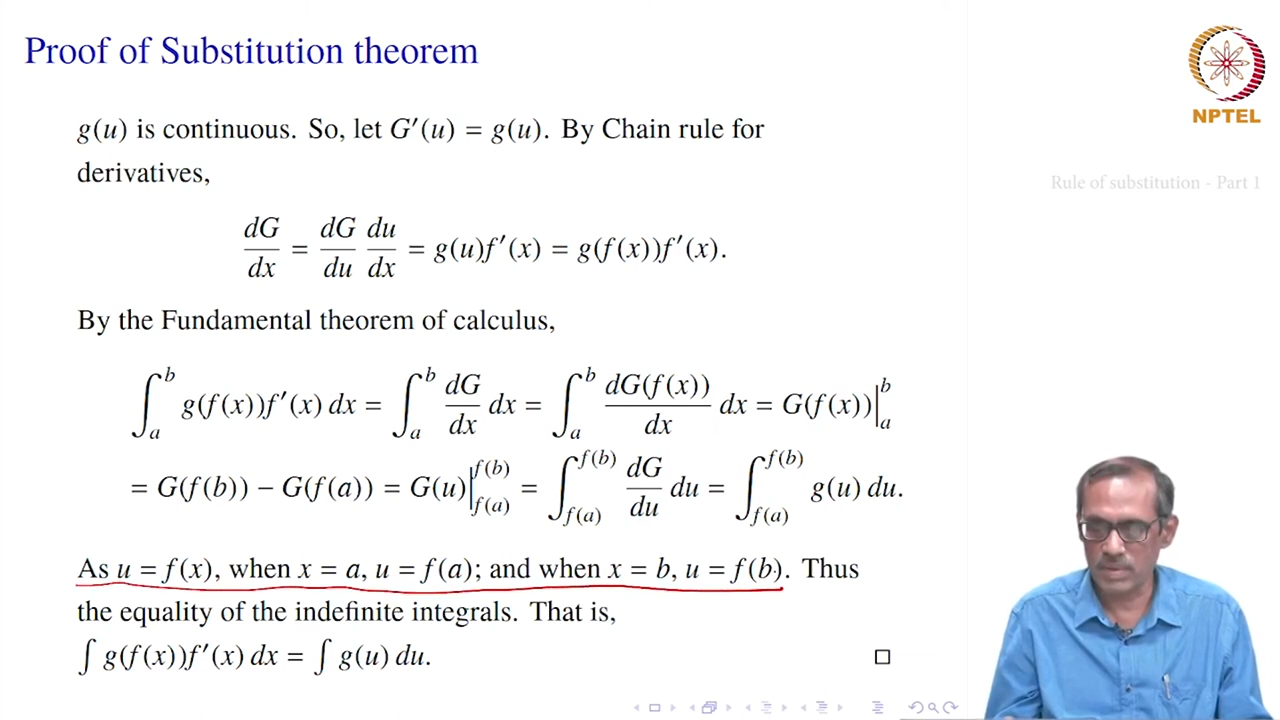 Proof of Substitution theorem
NPTEL
g(u) is continuous. So, let G′(u) = g(u). By Chain rule for
derivatives,
Rule of substitution - Part 1
dG/dx = dG/du du/dx = g(u)f′(x) = g(f(x))f′(x).
By the Fundamental theorem of calculus,
∫_a^b g(f(x))f′(x) dx = ∫_a^b dG/dx dx = ∫_a^b dG(f(x))/dx dx = G(f(x))|_a^b
= G(f(b)) − G(f(a)) = G(u)|_{f(a)}^{f(b)} = ∫_{f(a)}^{f(b)} dG/du du = ∫_{f(a)}^{f(b)} g(u) du.
As u = f(x), when x = a, u = f(a); and when x = b, u = f(b). Thus
the equality of the indefinite integrals. That is,
∫ g(f(x))f′(x) dx = ∫ g(u) du. □